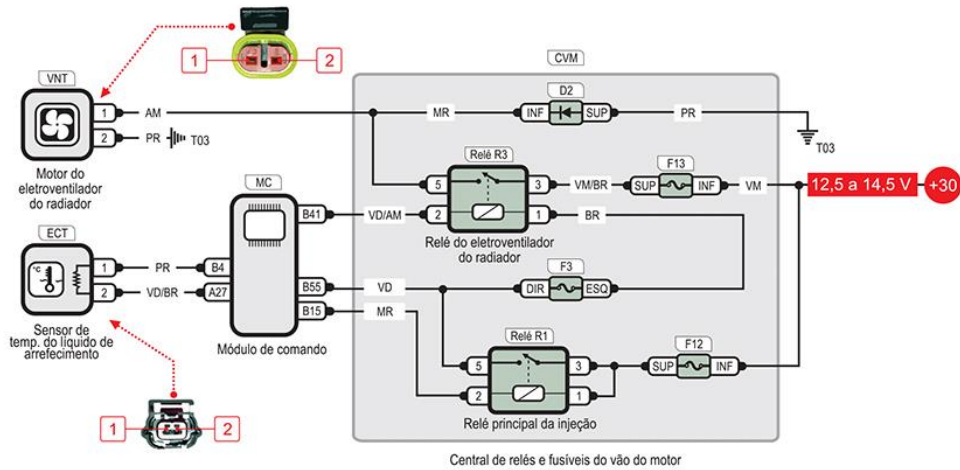 1
2
CVM
VNT
D2
1
AM
MR
INF
SUP
PR
2
PR
T03
T03
Motor do
eletroventilador
do radiador
Relé R3
F13
5
3
VM/BR
SUP
INF
VM
12,5 a 14,5 V
+30
MC
B41
VD/AM
2
1
BR
Relé do eletroventilador
do radiador
ECT
°C
1
PR
B4
2
VD/BR
A27
F3
B55
VD
DIR
ESQ
B15
MR
Sensor de
temp. do líquido de
arrefecimento
Módulo de comando
Relé R1
F12
5
3
SUP
INF
2
1
Relé principal da injeção
1
2
Central de relés e fusíveis do vão do motor